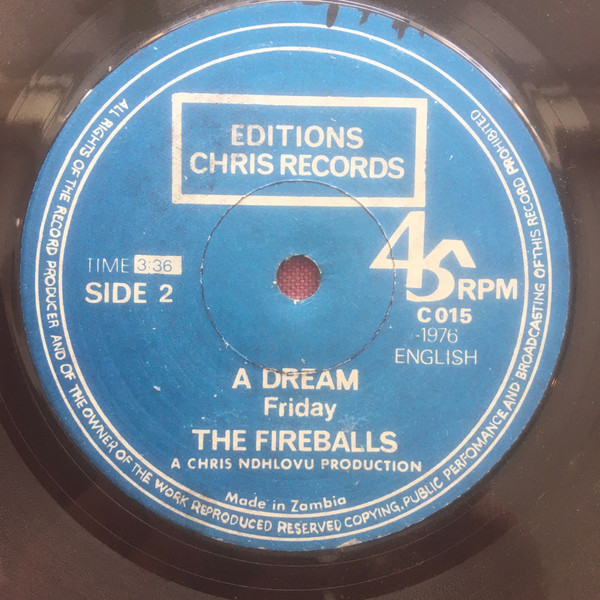 EDITIONS
CHRIS RECORDS
45 RPM
TIME 3:36
SIDE 2
C 015
-1976
ENGLISH
A DREAM
Friday
THE FIREBALLS
A CHRIS NDHLOVU PRODUCTION
Made in Zambia
ALL RIGHTS OF THE RECORD PRODUCER AND OF THE OWNER OF THE WORK REPRODUCED RESERVED COPYING, PUBLIC PERFOMANCE AND BROADCASTING OF THIS RECORD PROHIBITED